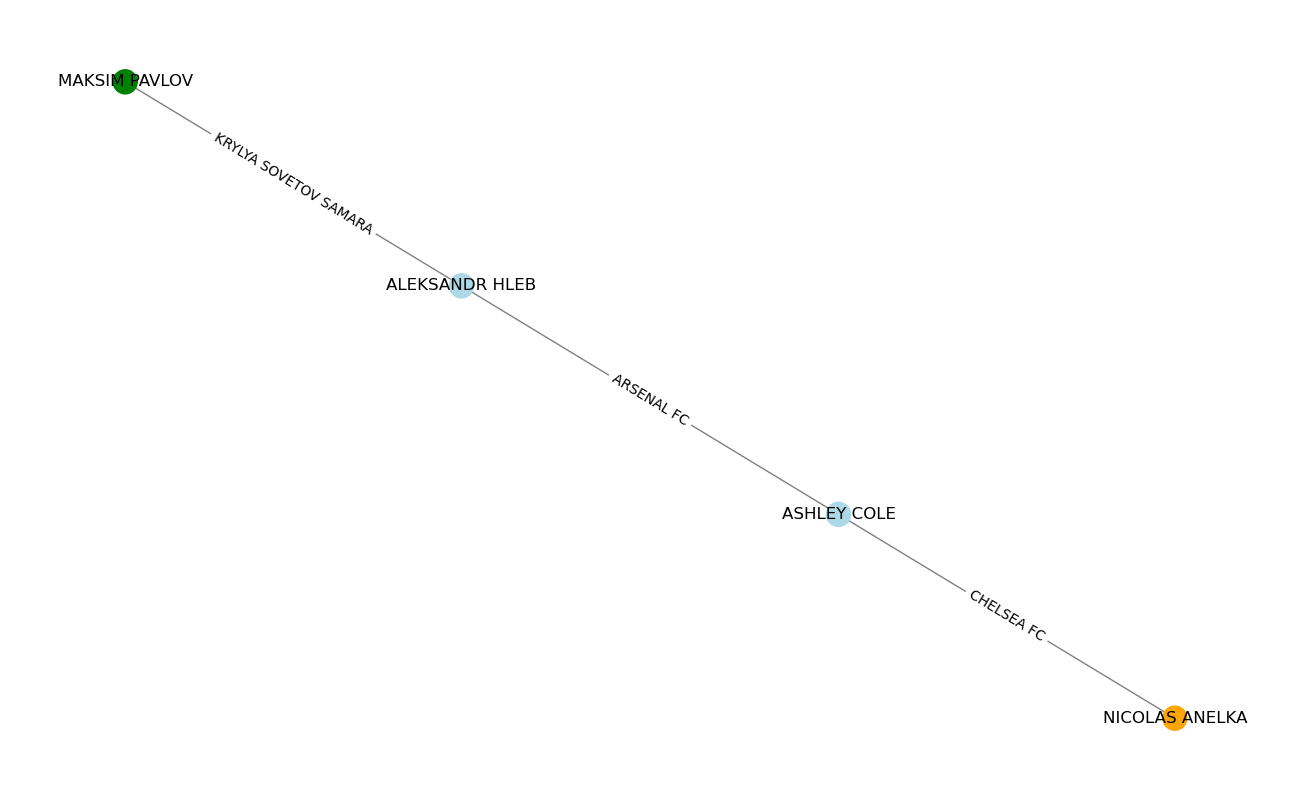 MAKSIM PAVLOV
KRYLYA SOVETOV SAMARA
ALEKSANDR HLEB
ARSENAL FC
ASHLEY COLE
CHELSEA FC
NICOLAS ANELKA